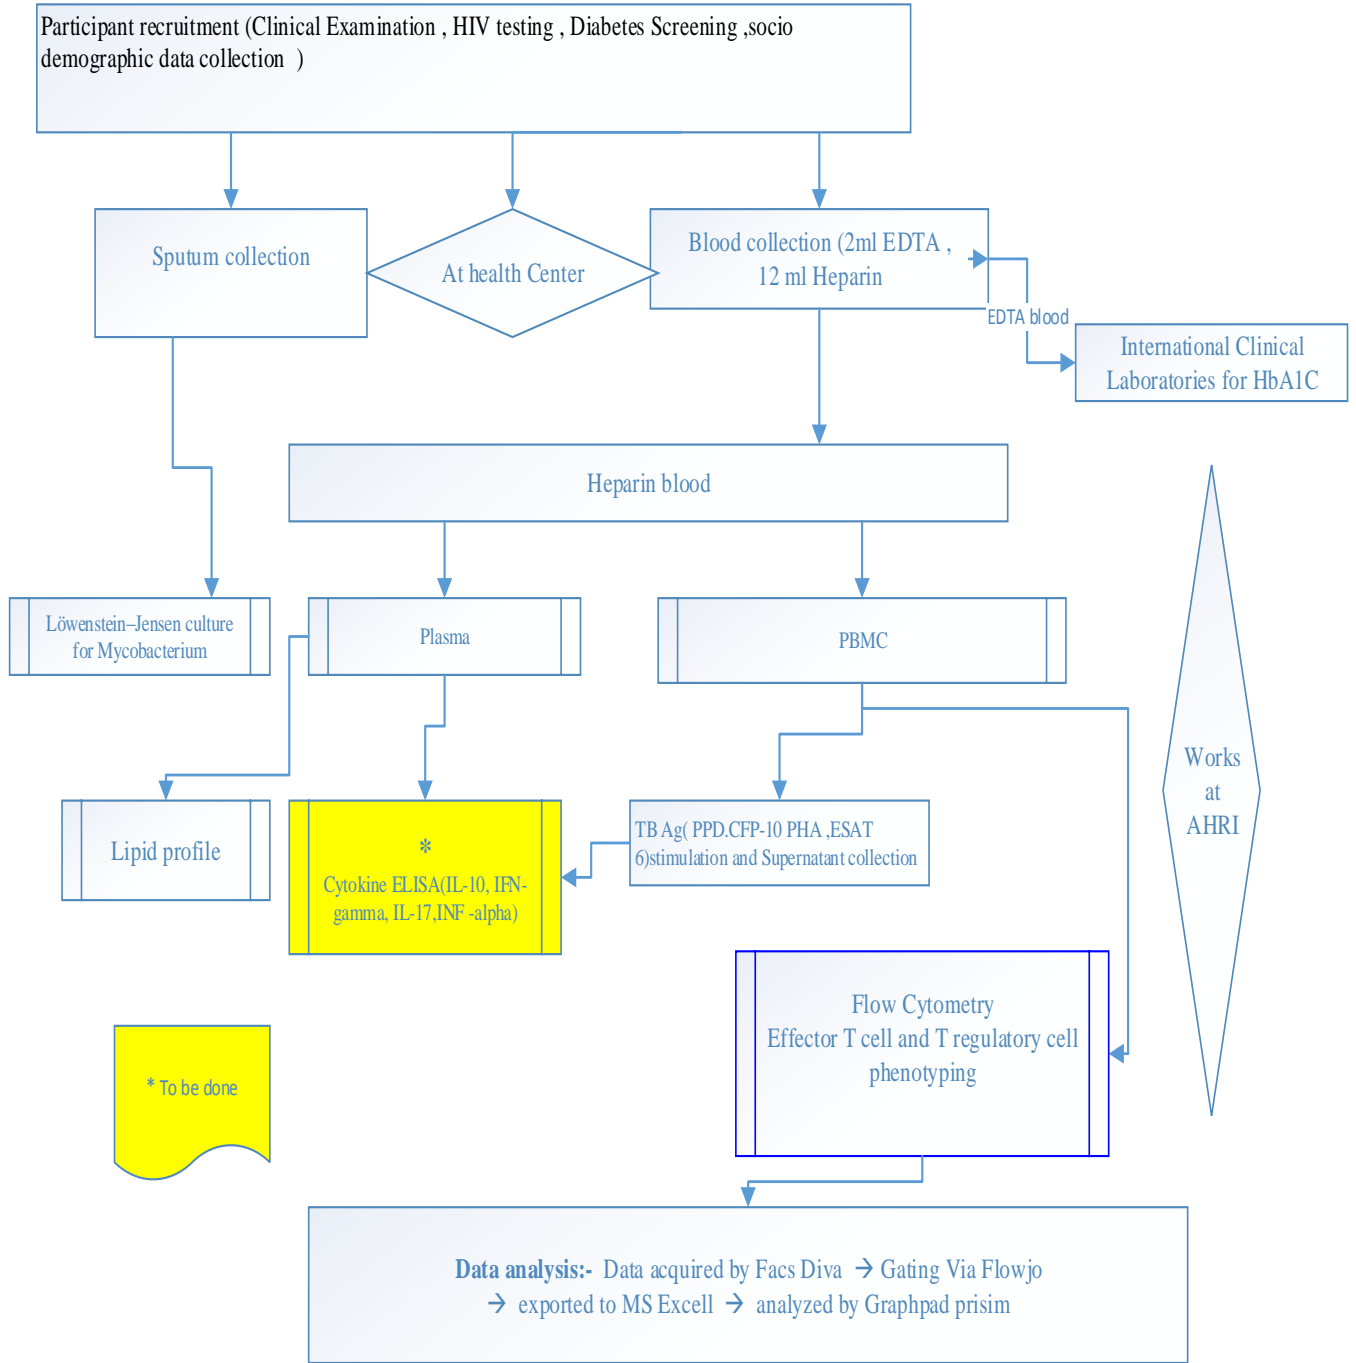 Participant recruitment (Clinical Examination , HIV testing , Diabetes Screening ,socio
demographic data collection )
Sputum collection
At health Center
Blood collection (2ml EDTA ,
12 ml Heparin
EDTA blood
International Clinical
Laboratories for HbA1C
Heparin blood
Löwenstein–Jensen culture
for Mycobacterium
Plasma
PBMC
Works
at
AHRI
Lipid profile
*
Cytokine ELISA(IL-10, IFN-
gamma, IL-17,INF -alpha)
TB Ag( PPD.CFP-10 PHA ,ESAT
6)stimulation and Supernatant collection
Flow Cytometry
Effector T cell and T regulatory cell
phenotyping
* To be done
Data analysis:- Data acquired by Facs Diva → Gating Via Flowjo
→ exported to MS Excell → analyzed by Graphpad prisim